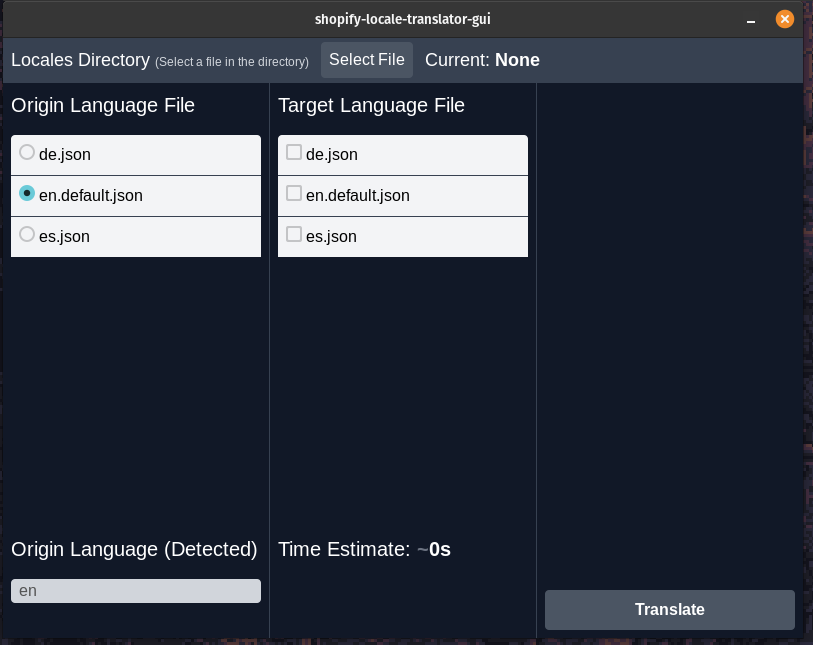 shopify-locale-translator-gui
Locales Directory (Select a file in the directory) Select File Current: None
Origin Language File
de.json
en.default.json
es.json
Origin Language (Detected)
en
Target Language File
de.json
en.default.json
es.json
Time Estimate: ~0s
Translate